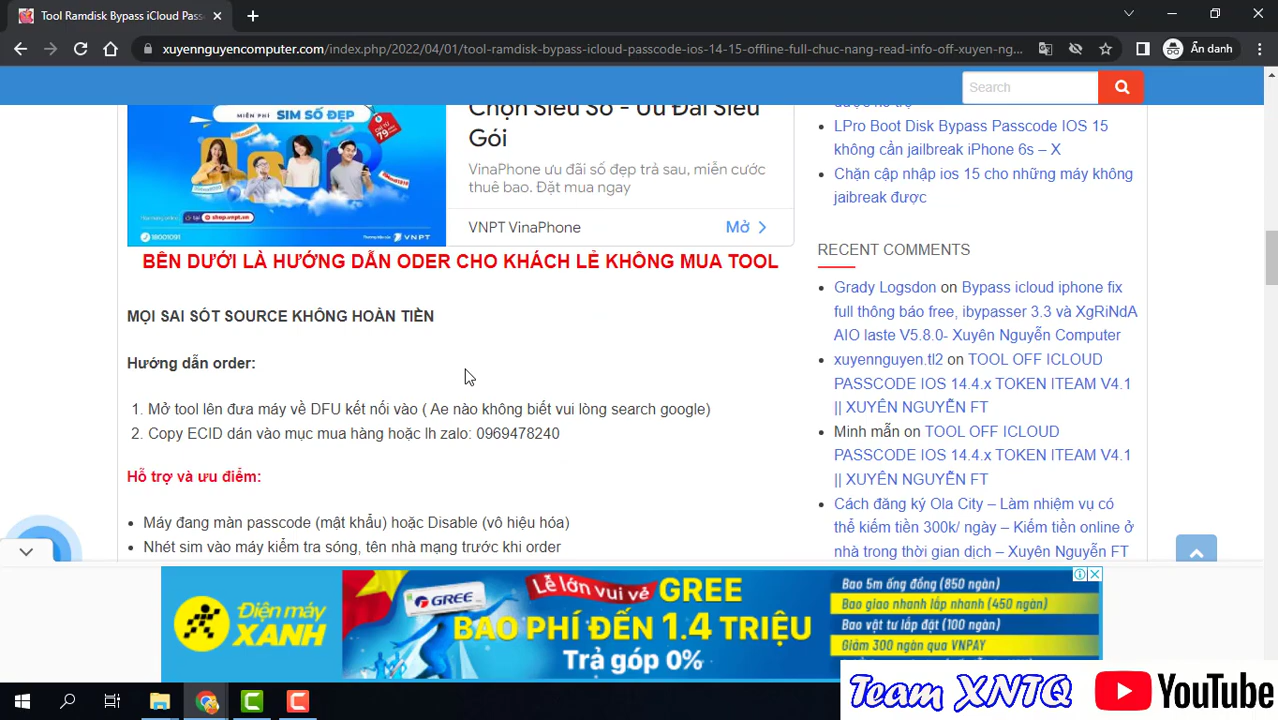 Tool Ramdisk Bypass iCloud Pass
xuyennguyencomputer.com/index.php/2022/04/01/tool-ramdisk-bypass-icloud-passcode-ios-14-15-offline-full-chuc-nang-read-info-off-xuyen-ng...
Ẩn danh
Search
MIỄN PHÍ
SIM SỐ ĐẸP
Chọn Siêu Số - Ưu Đãi Siêu
Gói
VinaPhone ưu đãi số đẹp trả sau, miễn cước
thuê bao. Đặt mua ngay
VNPT VinaPhone
Mở
shop.vnpt.vn
18001091
VNPT
BÊN DƯỚI LÀ HƯỚNG DẪN ODER CHO KHÁCH LẺ KHÔNG MUA TOOL
MỌI SAI SÓT SOURCE KHÔNG HOÀN TIỀN
Hướng dẫn order:
1. Mở tool lên đưa máy về DFU kết nối vào ( Ae nào không biết vui lòng search google)
2. Copy ECID dán vào mục mua hàng hoặc lh zalo: 0969478240
Hỗ trợ và ưu điểm:
Máy đang màn passcode (mật khẩu) hoặc Disable (vô hiệu hóa)
Nhét sim vào máy kiểm tra sóng, tên nhà mạng trước khi order
được hỗ trợ
LPro Boot Disk Bypass Passcode IOS 15
không cần jailbreak iPhone 6s – X
Chặn cập nhập ios 15 cho những máy không
jaibreak được
RECENT COMMENTS
Grady Logsdon on Bypass icloud iphone fix
full thông báo free, ibypasser 3.3 và XgRiNdA
AIO laste V5.8.0- Xuyên Nguyễn Computer
xuyennguyen.tl2 on TOOL OFF ICLOUD
PASSCODE IOS 14.4.x TOKEN ITEAM V4.1
|| XUYÊN NGUYỄN FT
Minh mẫn on TOOL OFF ICLOUD
PASSCODE IOS 14.4.x TOKEN ITEAM V4.1
|| XUYÊN NGUYỄN FT
Cách đăng ký Ola City – Làm nhiệm vụ có
thể kiếm tiền 300k/ ngày – Kiếm tiền online ở
nhà trong thời gian dịch – Xuyên Nguyễn FT
Điện máy
XANH
GREE
Lễ lớn vui vẻ GREE
BAO PHÍ ĐẾN 1.4 TRIỆU
Trả góp 0%
Bao 5m ống đồng (850 ngàn)
Bao giao nhanh lắp nhanh (450 ngàn)
Bao vật tư lắp đặt (100 ngàn)
Giảm 300 ngàn qua VNPAY
Team XNTQ
YouTube